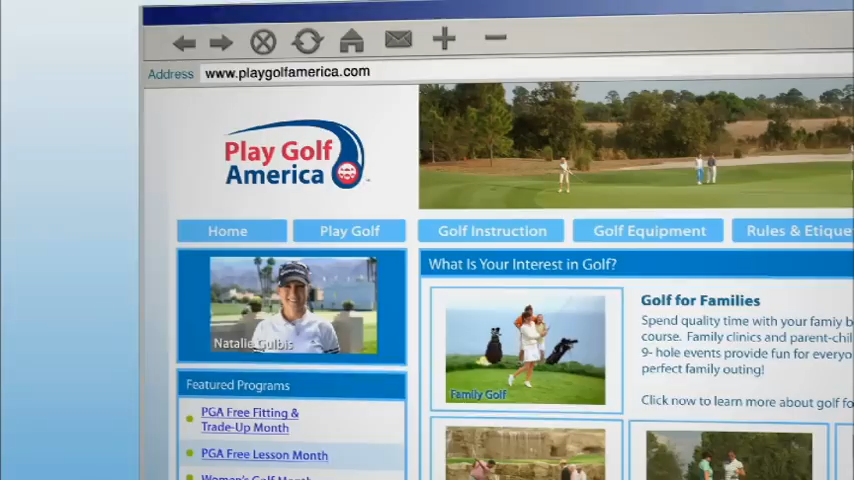 Address www.playgolfamerica.com
Play Golf
America
Home
Play Golf
Golf Instruction
Golf Equipment
Rules & Etique
Natalie Gulbis
What Is Your Interest in Golf?
Family Golf
Golf for Families
Spend quality time with your family b
course. Family clinics and parent-chil
9- hole events provide fun for everyo
perfect family outing!
Click now to learn more about golf fo
Featured Programs
PGA Free Fitting &
Trade-Up Month
PGA Free Lesson Month
Women's Golf Month